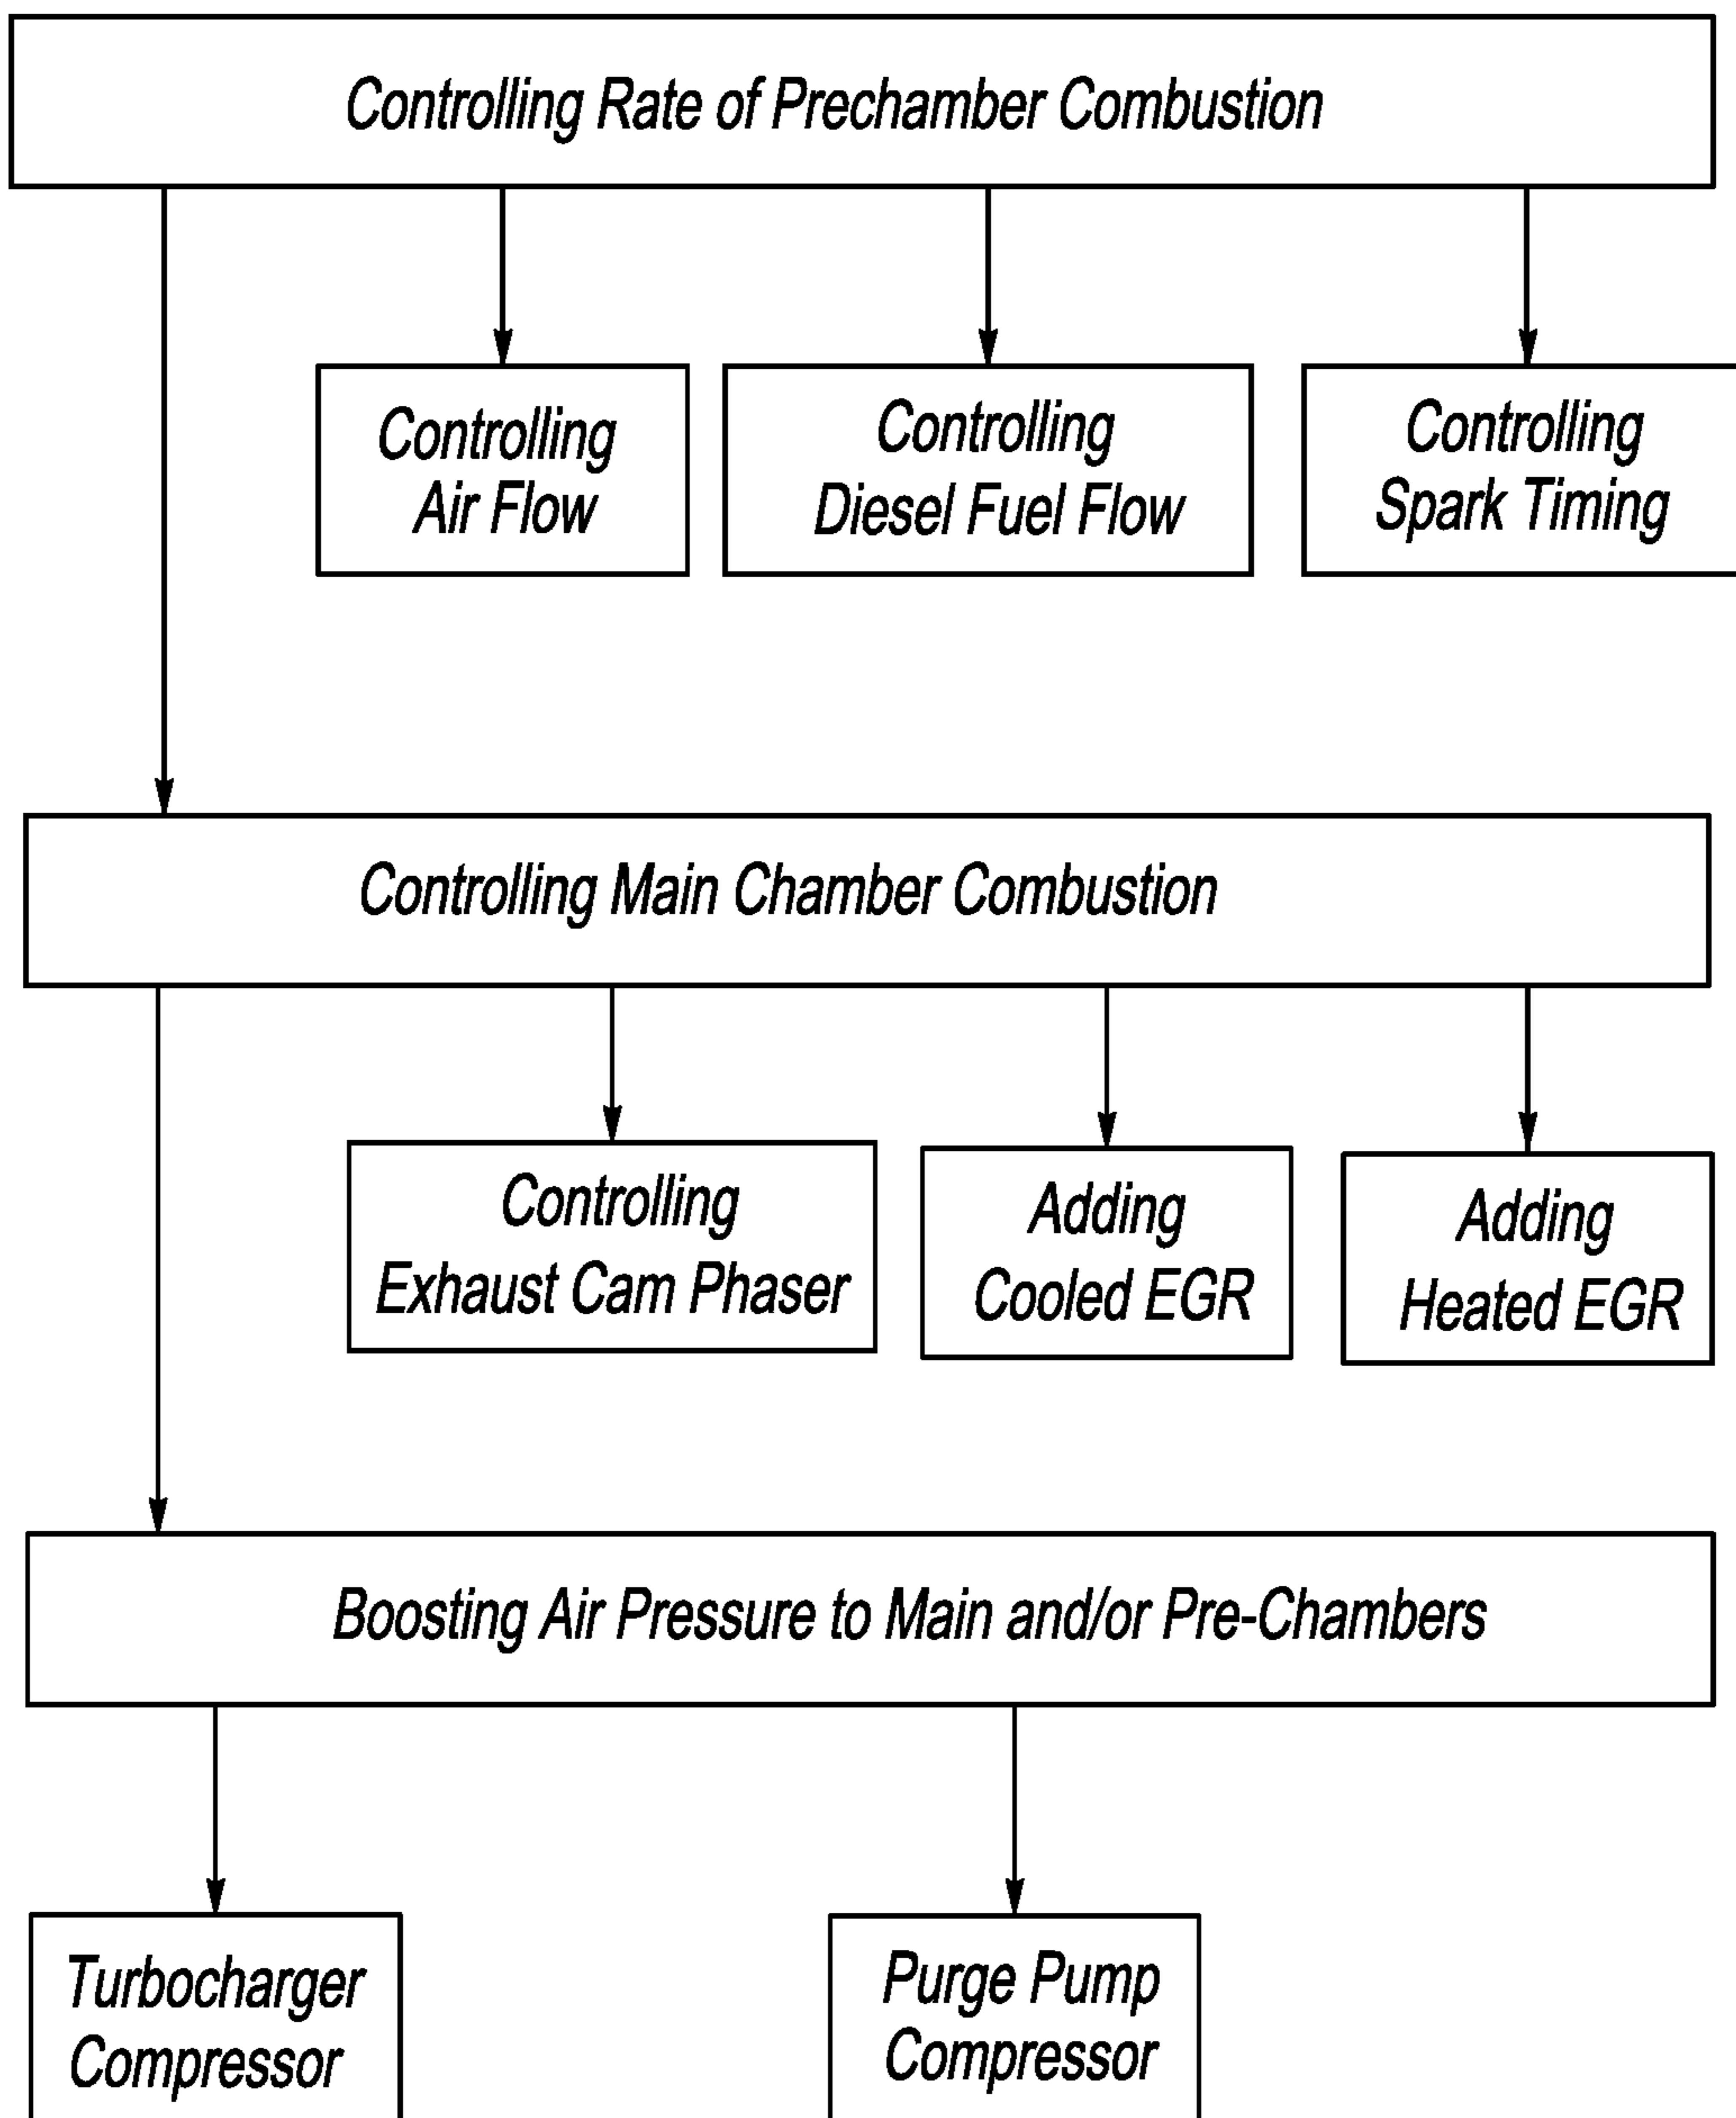 Controlling Rate of Prechamber Combustion
Controlling
Air Flow
Controlling
Diesel Fuel Flow
Controlling
Spark Timing
Controlling Main Chamber Combustion
Controlling
Exhaust Cam Phaser
Adding
Cooled EGR
Adding
Heated EGR
Boosting Air Pressure to Main and/or Pre-Chambers
Turbocharger
Compressor
Purge Pump
Compressor